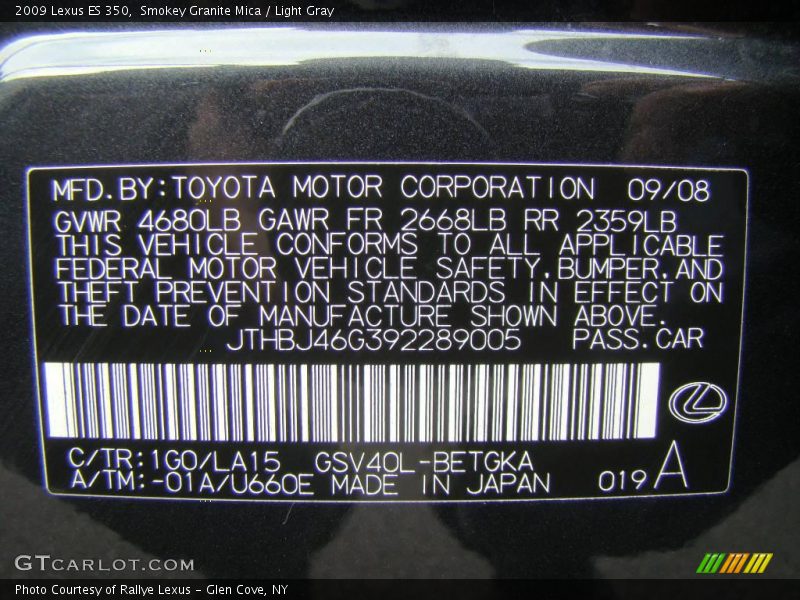 2009 Lexus ES 350, Smokey Granite Mica / Light Gray
MFD.BY:TOYOTA MOTOR CORPORATION 09/08
GVWR 4680LB GAWR FR 2668LB RR 2359LB
THIS VEHICLE CONFORMS TO ALL APPLICABLE
FEDERAL MOTOR VEHICLE SAFETY,BUMPER,AND
THEFT PREVENTION STANDARDS IN EFFECT ON
THE DATE OF MANUFACTURE SHOWN ABOVE.
JTHBJ46G392289005 PASS.CAR
C/TR:1G0/LA15 GSV40L-BETGKA
A/TM:-01A/U660E MADE IN JAPAN 019 A
GTCARLOT.COM
Photo Courtesy of Rallye Lexus - Glen Cove, NY